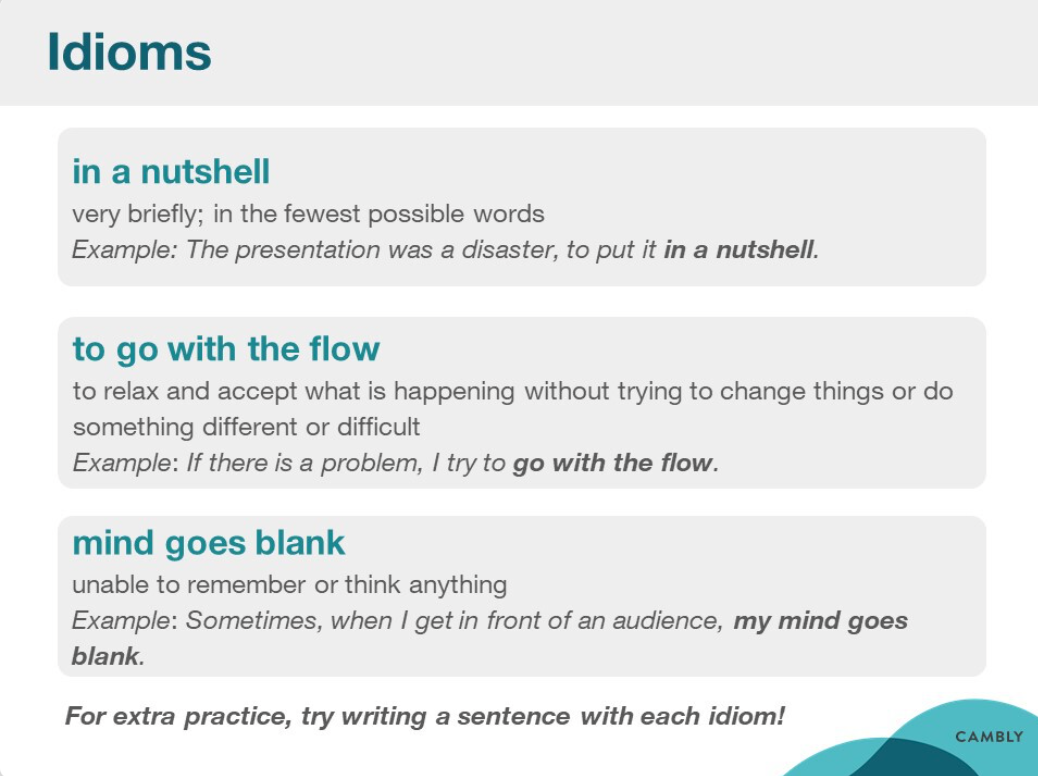 Idioms
in a nutshell
very briefly; in the fewest possible words
Example: The presentation was a disaster, to put it in a nutshell.
to go with the flow
to relax and accept what is happening without trying to change things or do
something different or difficult
Example: If there is a problem, I try to go with the flow.
mind goes blank
unable to remember or think anything
Example: Sometimes, when I get in front of an audience, my mind goes
blank.
For extra practice, try writing a sentence with each idiom!
CAMBLY